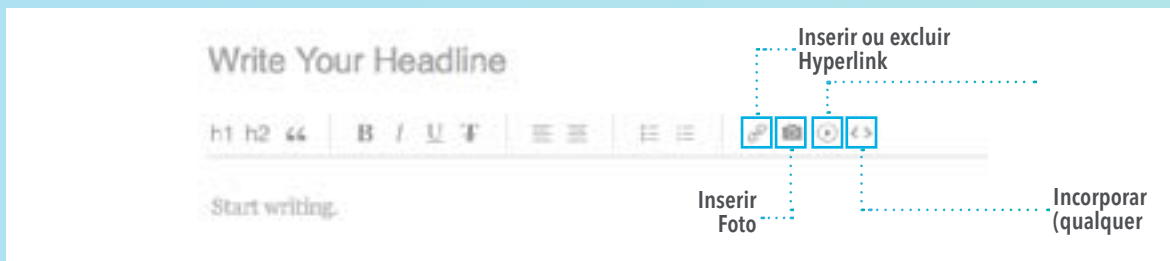 Inserir ou excluir
Hyperlink
Write Your Headline
h1 h2 ❝ B I U T
Start writing.
Inserir
Foto
Incorporar
(qualquer